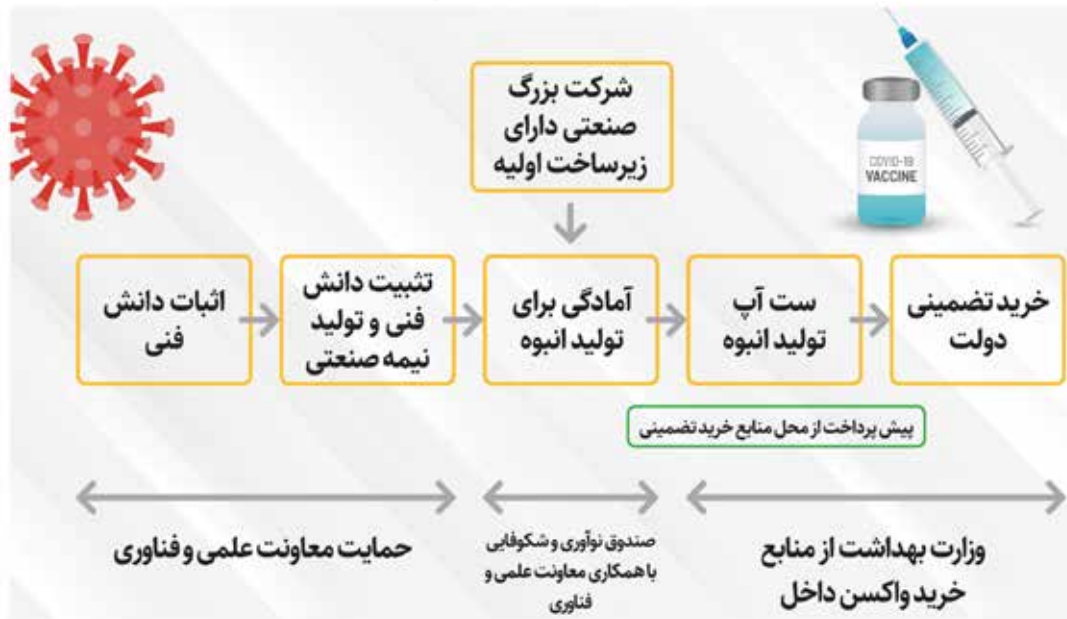 شرکت بزرگ
صنعتی دارای
زیرساخت اولیه
COVID-19
VACCINE
اثبات دانش
فنی
تثبیت دانش
فنی و تولید
نیمه صنعتی
آمادگی برای
تولید انبوه
ست آپ
تولید انبوه
خرید تضمینی
دولت
پیش پرداخت از محل منابع خرید تضمینی
حمایت معاونت علمی و فناوری
صندوق نوآوری و شکوفایی
با همکاری معاونت علمی و
فناوری
وزارت بهداشت از منابع
خرید واکسن داخل